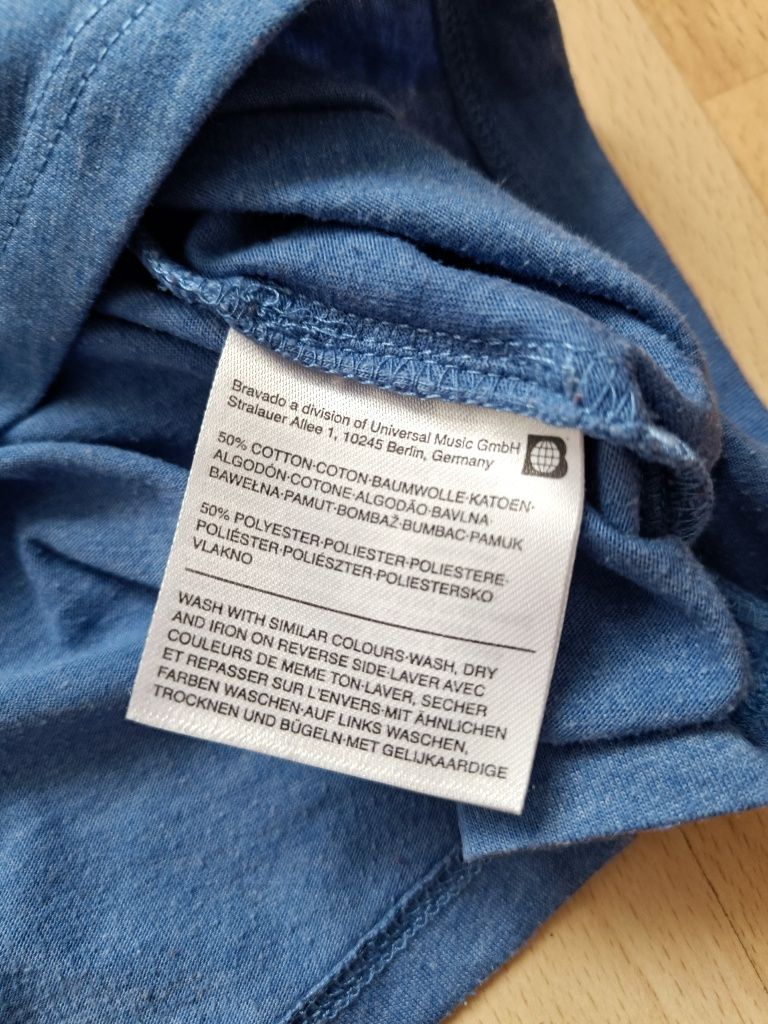 Bravado a division of Universal Music GmbH
Stralauer Allee 1, 10245 Berlin, Germany
B
50% COTTON·COTON·BAUMWOLLE·KATOEN·
ALGODÓN·COTONE·ALGODÃO·BAVLNA·
BAWEŁNA·PAMUT·BOMBAŽ·BUMBAC·PAMUK
50% POLYESTER·POLIESTER·POLIESTERE·
POLIÉSTER·POLIÉSZTER·POLIESTERSKO
VLAKNO
WASH WITH SIMILAR COLOURS·WASH, DRY
AND IRON ON REVERSE SIDE·LAVER AVEC
COULEURS DE MEME TON·LAVER, SECHER
ET REPASSER SUR L'ENVERS·MIT ÄHNLICHEN
FARBEN WASCHEN·AUF LINKS WASCHEN,
TROCKNEN UND BÜGELN·MET GELIJKAARDIGE